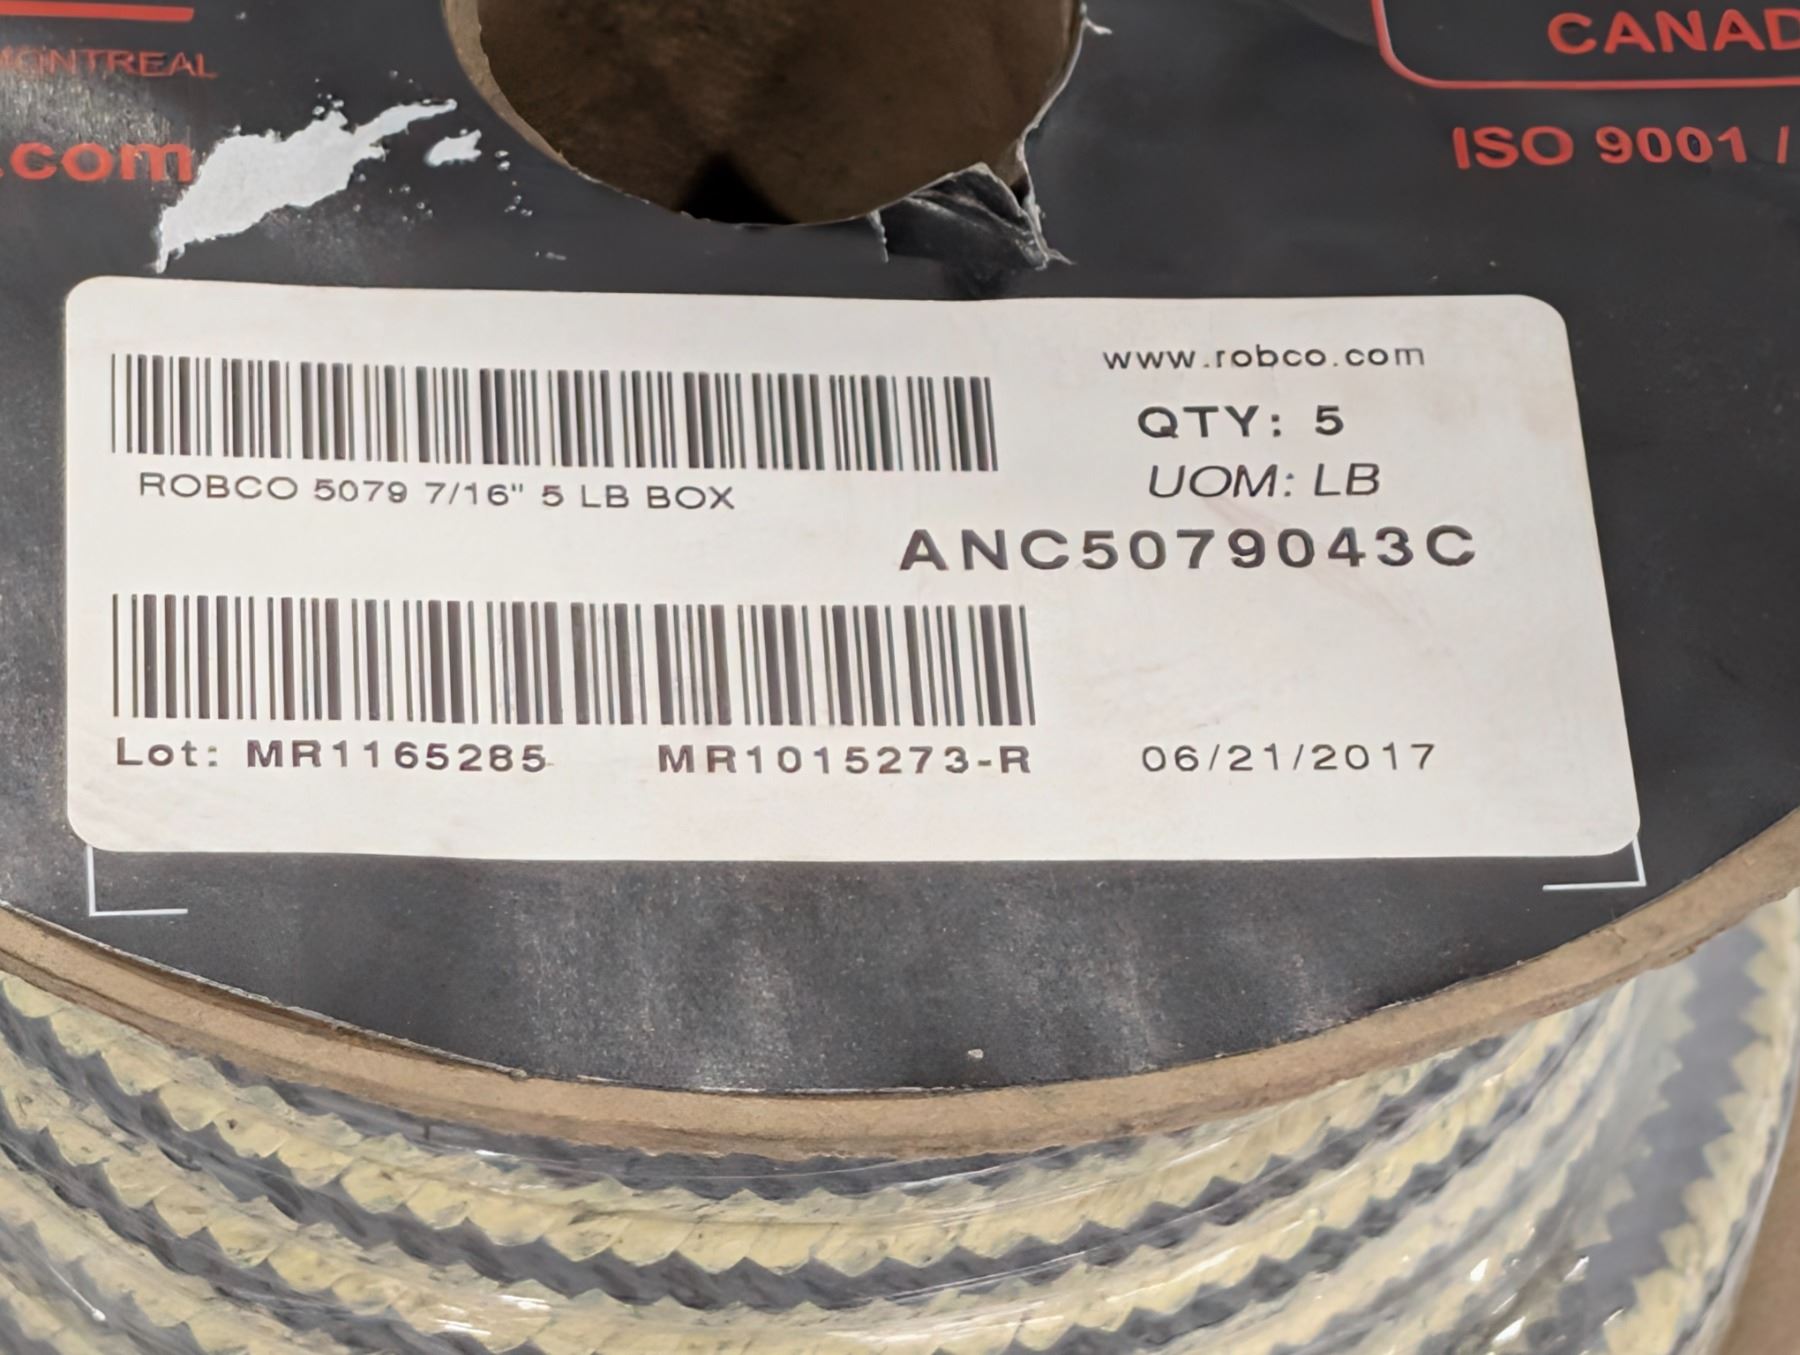 MONTREAL
.com
CANAD
ISO 9001 /
www.robco.com
QTY: 5
UOM: LB
ROBCO 5079 7/16" 5 LB BOX
ANC5079043C
Lot: MR1165285 MR1015273-R 06/21/2017